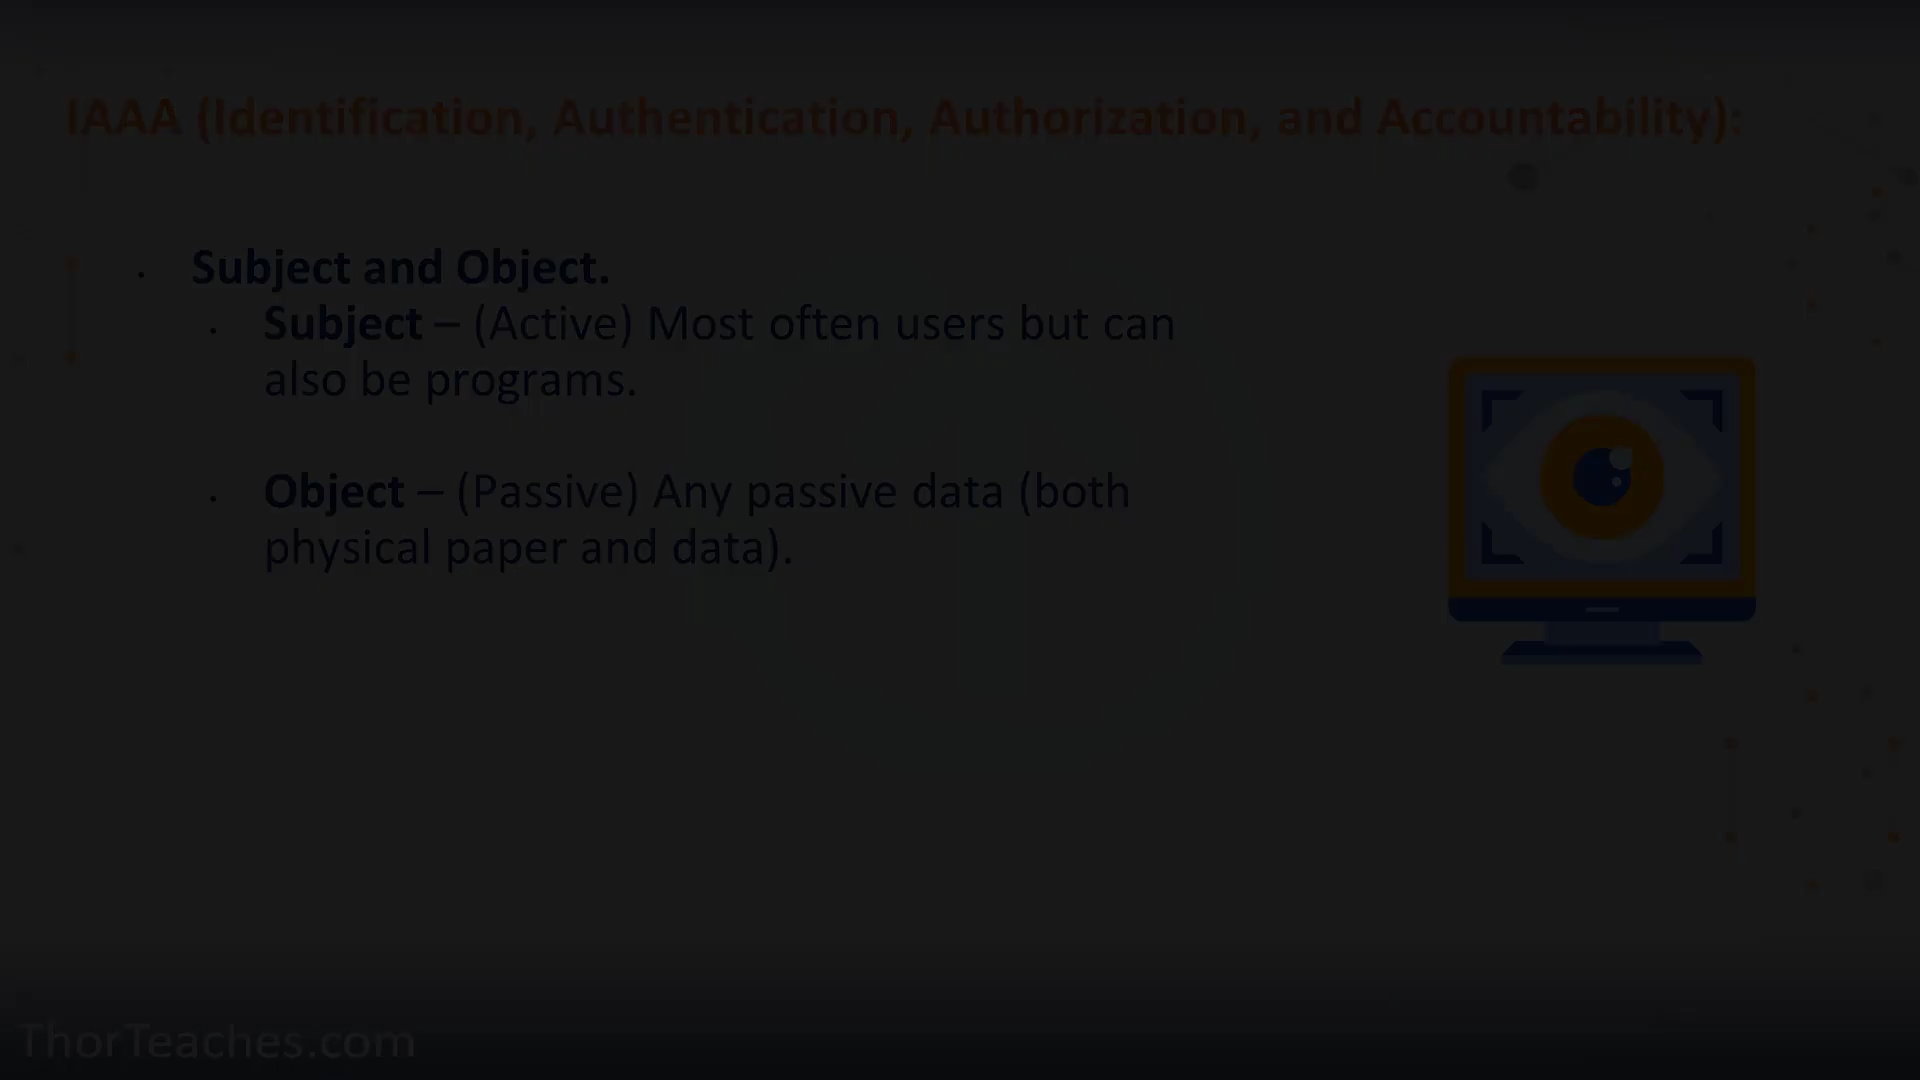 IAAA (Identification, Authentication, Authorization, and Accountability):
· Subject and Object.
· Subject – (Active) Most often users but can
also be programs.
· Object – (Passive) Any passive data (both
physical paper and data).
ThorTeaches.com